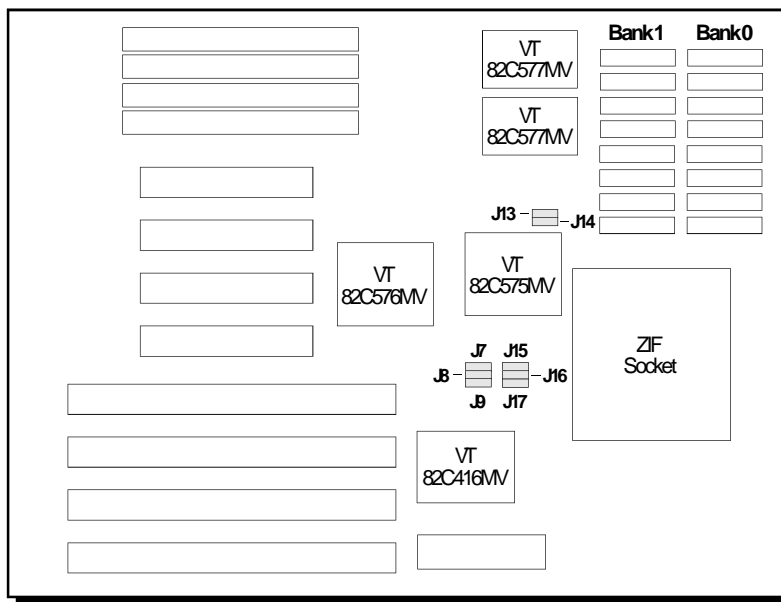 Bank1 Bank0
VT
82C577MV
VT
82C577MV
J13
J14
VT
82C576MV
VT
82C575MV
ZIF
Socket
J7 J15
J8 J16
J9 J17
VT
82C416MV